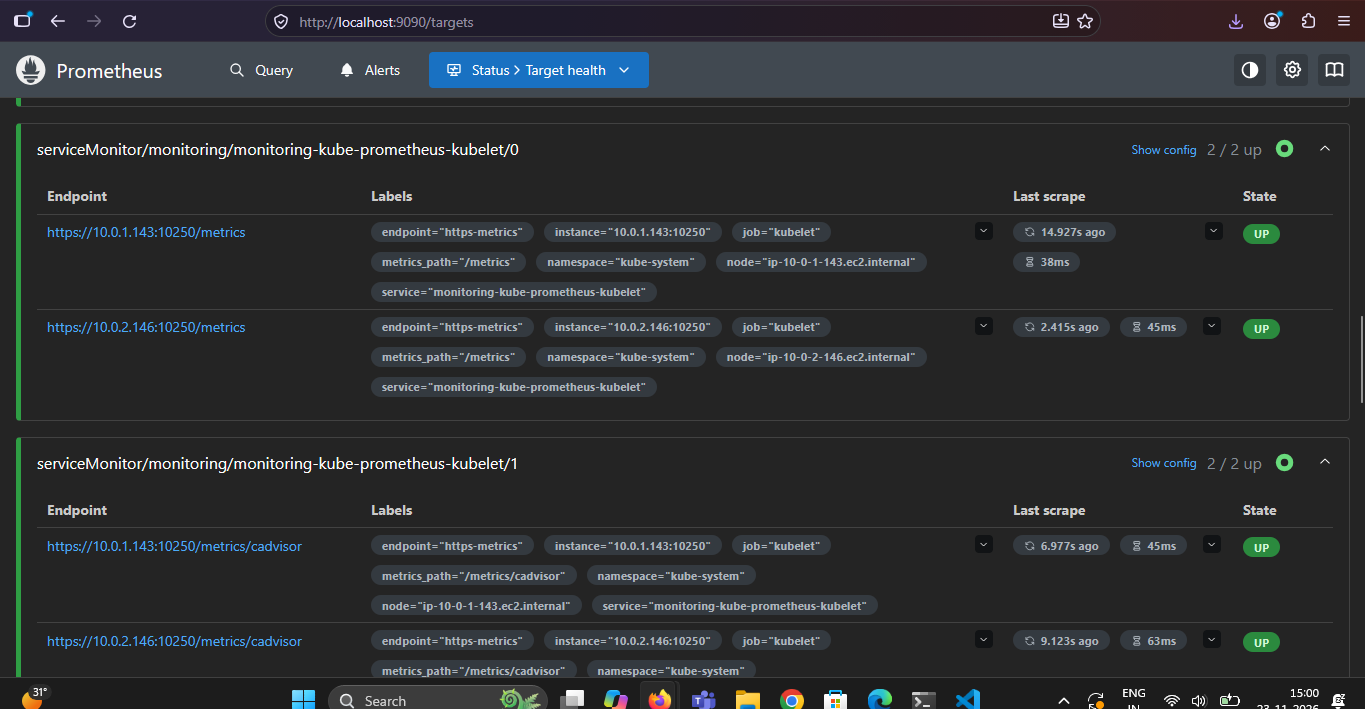 http://localhost:9090/targets
Prometheus Query Alerts Status > Target health
serviceMonitor/monitoring/monitoring-kube-prometheus-kubelet/0 Show config 2 / 2 up
Endpoint Labels Last scrape State
https://10.0.1.143:10250/metrics endpoint="https-metrics" instance="10.0.1.143:10250" job="kubelet" 14.927s ago UP
metrics_path="/metrics" namespace="kube-system" node="ip-10-0-1-143.ec2.internal" 38ms
service="monitoring-kube-prometheus-kubelet"
https://10.0.2.146:10250/metrics endpoint="https-metrics" instance="10.0.2.146:10250" job="kubelet" 2.415s ago 45ms UP
metrics_path="/metrics" namespace="kube-system" node="ip-10-0-2-146.ec2.internal"
service="monitoring-kube-prometheus-kubelet"
serviceMonitor/monitoring/monitoring-kube-prometheus-kubelet/1 Show config 2 / 2 up
Endpoint Labels Last scrape State
https://10.0.1.143:10250/metrics/cadvisor endpoint="https-metrics" instance="10.0.1.143:10250" job="kubelet" 6.977s ago 45ms UP
metrics_path="/metrics/cadvisor" namespace="kube-system"
node="ip-10-0-1-143.ec2.internal" service="monitoring-kube-prometheus-kubelet"
https://10.0.2.146:10250/metrics/cadvisor endpoint="https-metrics" instance="10.0.2.146:10250" job="kubelet" 9.123s ago 63ms UP
metrics_path="/metrics/cadvisor" namespace="kube-system"
31° Search ENG 15:00
IN